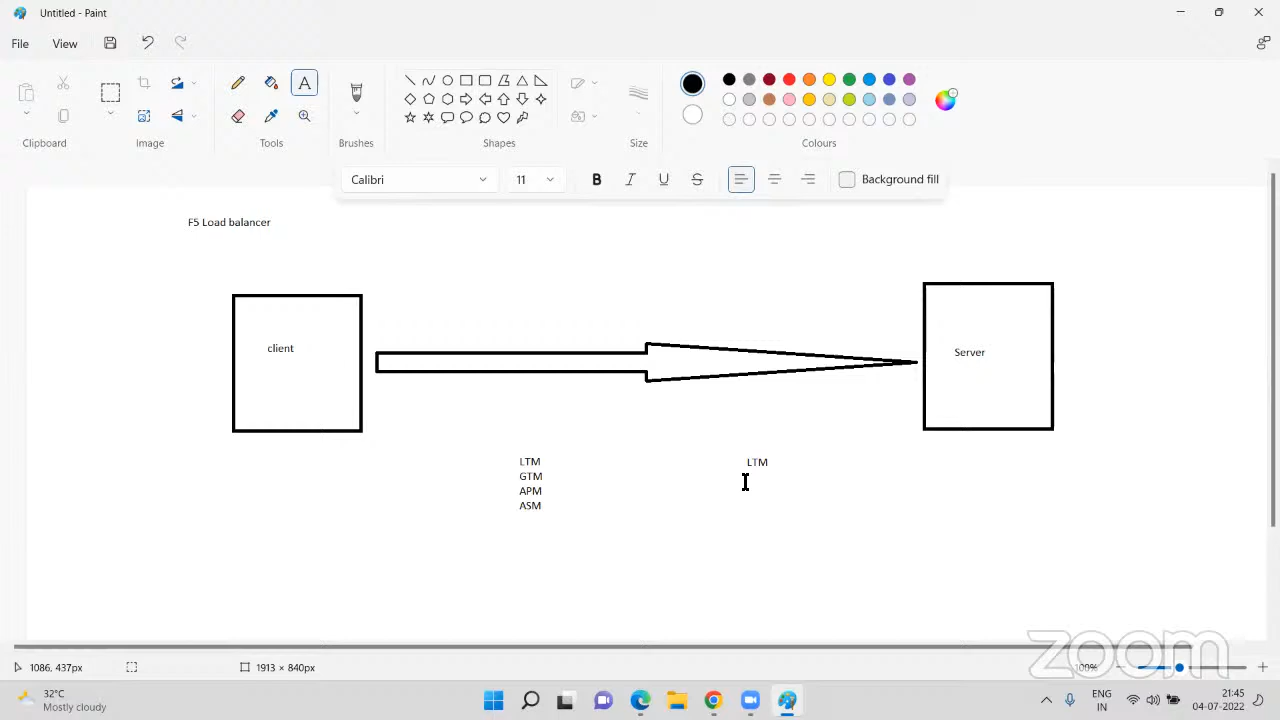 Untitled - Paint
File View
Clipboard Image Tools Brushes Shapes Size Colours
Calibri 11 B I U S Background fill
F5 Load balancer
client
Server
LTM
GTM
APM
ASM
LTM
1086, 437px 1913 × 840px 100%
zoom
32°C
Mostly cloudy
ENG
IN
21:45
04-07-2022